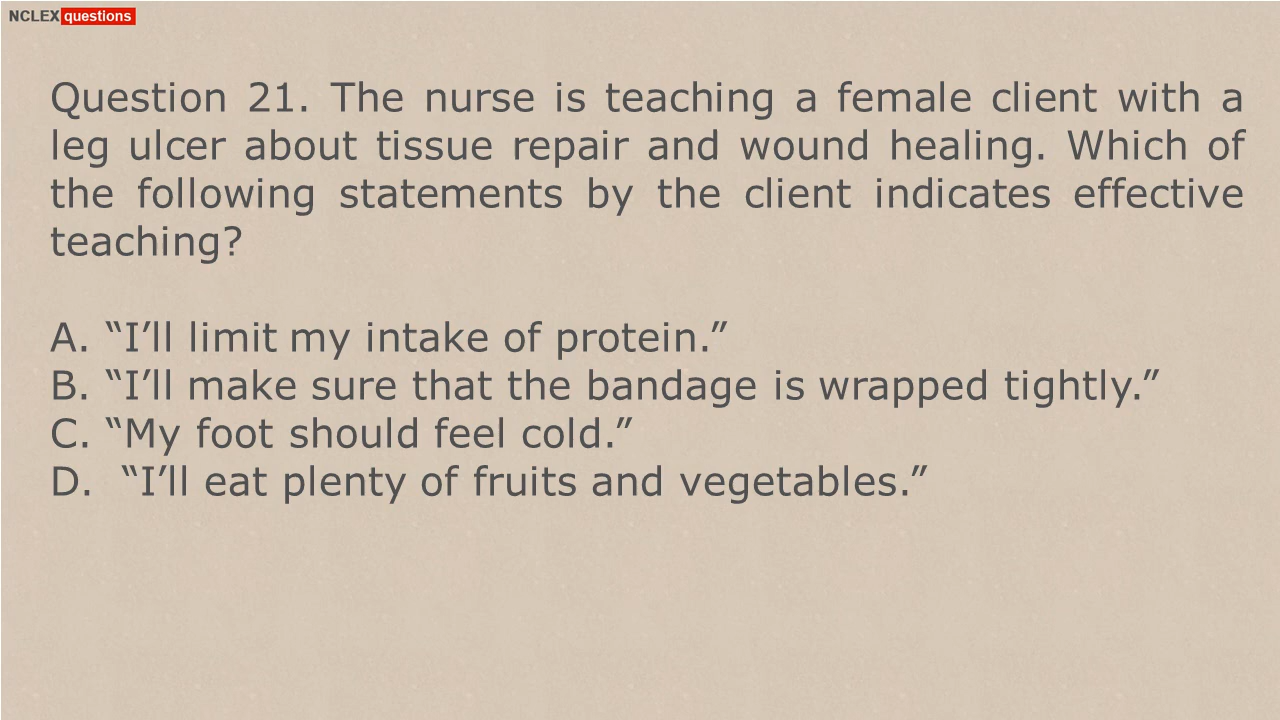 NCLEX questions
Question 21. The nurse is teaching a female client with a
leg ulcer about tissue repair and wound healing. Which of
the following statements by the client indicates effective
teaching?
A. “I’ll limit my intake of protein.”
B. “I’ll make sure that the bandage is wrapped tightly.”
C. “My foot should feel cold.”
D. “I’ll eat plenty of fruits and vegetables.”